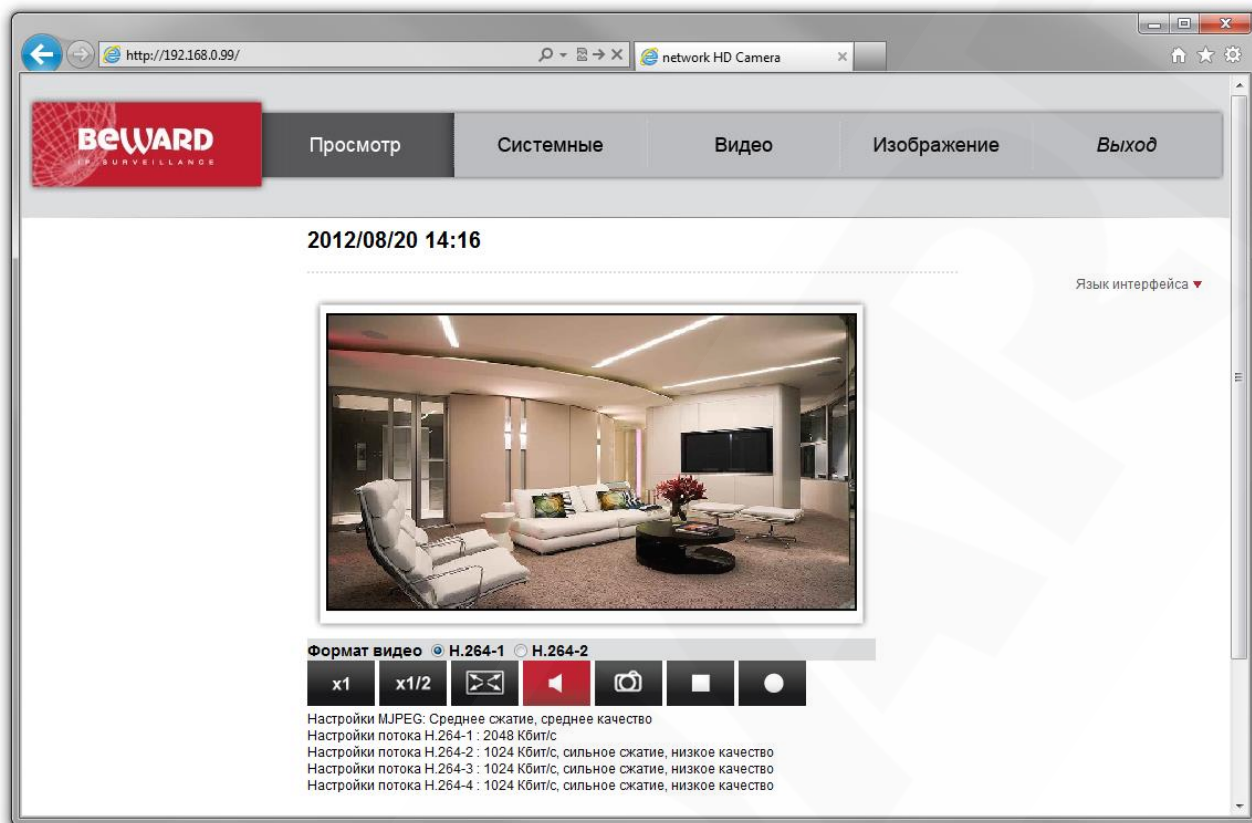 http://192.168.0.99/
network HD Camera
BEWARD
IP SURVEILLANCE
Просмотр
Системные
Видео
Изображение
Выход
2012/08/20 14:16
Язык интерфейса
Формат видео H.264-1 H.264-2
x1 x1/2
Настройки MJPEG: Среднее сжатие, среднее качество
Настройки потока H.264-1 : 2048 Кбит/с
Настройки потока H.264-2 : 1024 Кбит/с, сильное сжатие, низкое качество
Настройки потока H.264-3 : 1024 Кбит/с, сильное сжатие, низкое качество
Настройки потока H.264-4 : 1024 Кбит/с, сильное сжатие, низкое качество